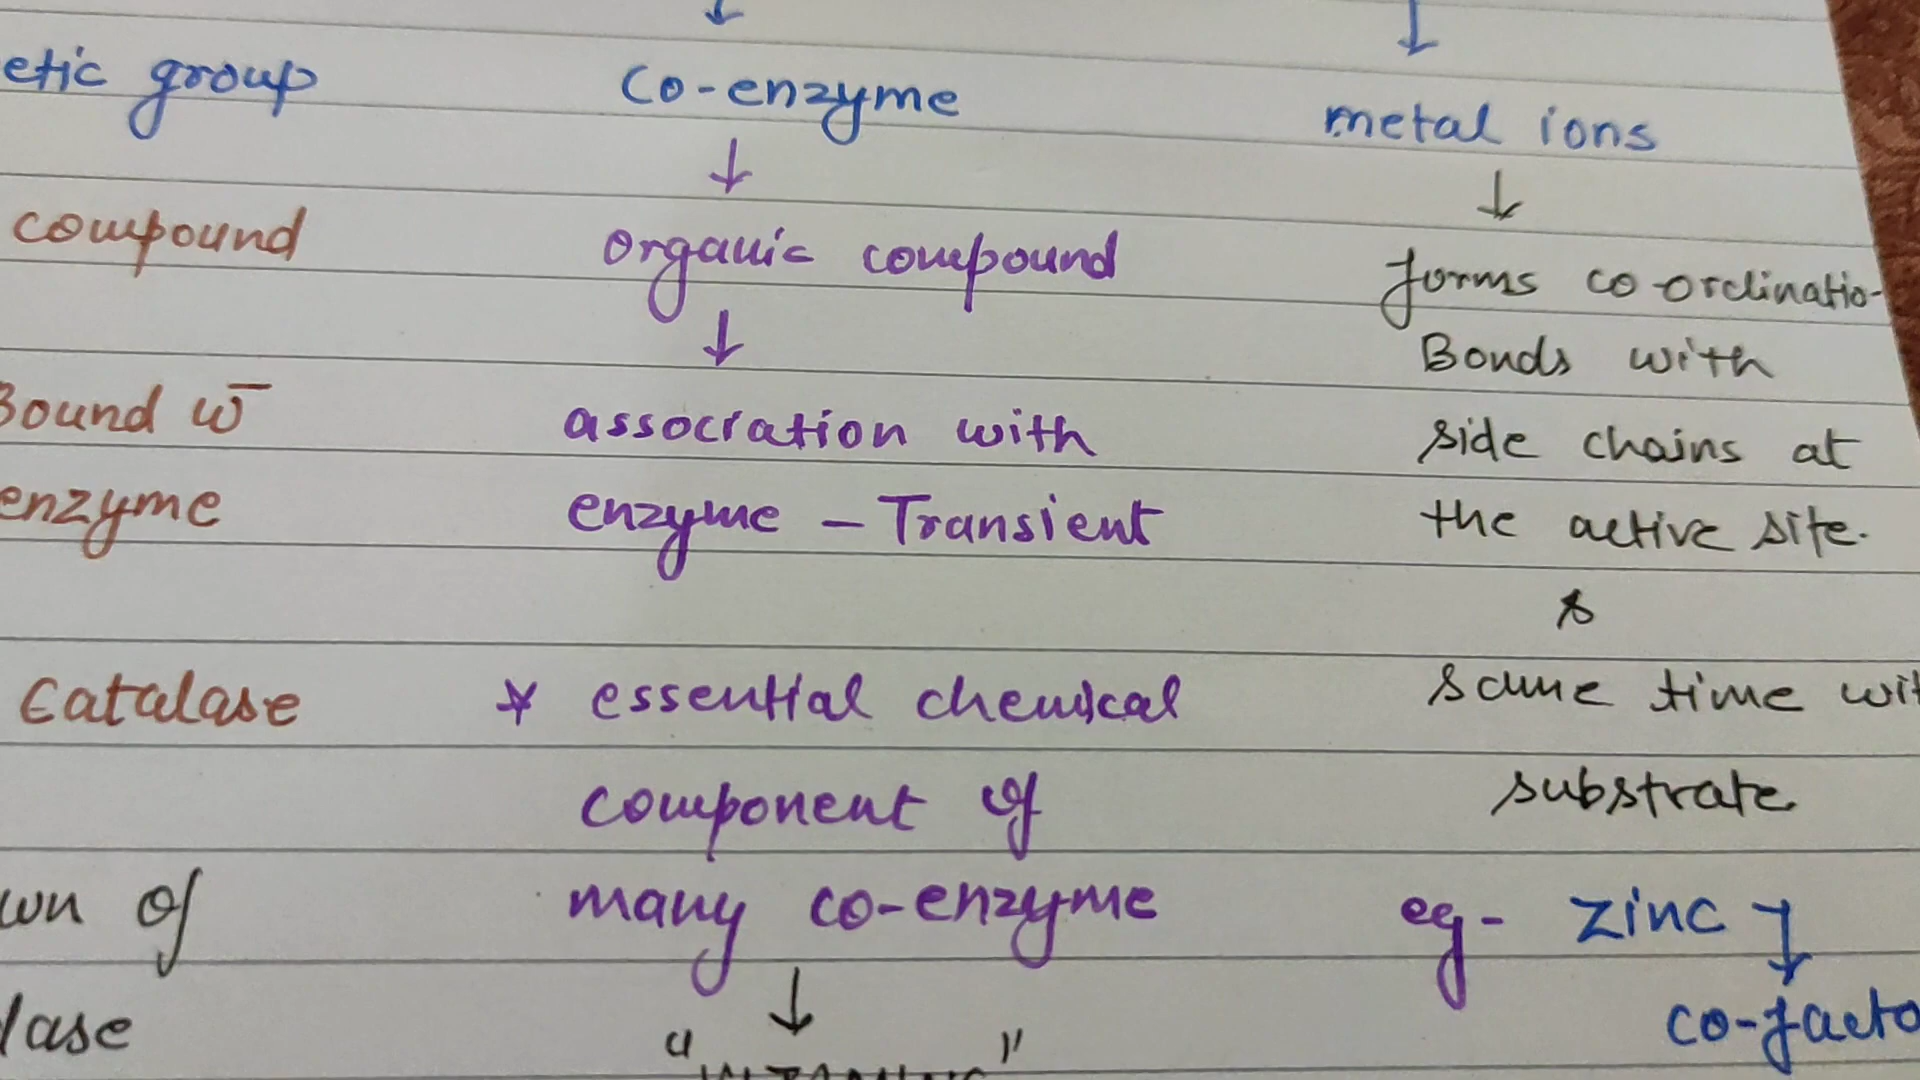 etic group
compound
Bound w̄
enzyme
catalase
wn of
lase
Co-enzyme
organic compound
association with
enzyme - Transient
* essential chemical
component of
many co-enzyme
metal ions
forms co-ordinatio-
Bonds with
side chains at
the active site.
&
same time wit
substrate
eg- zinc
co-facto